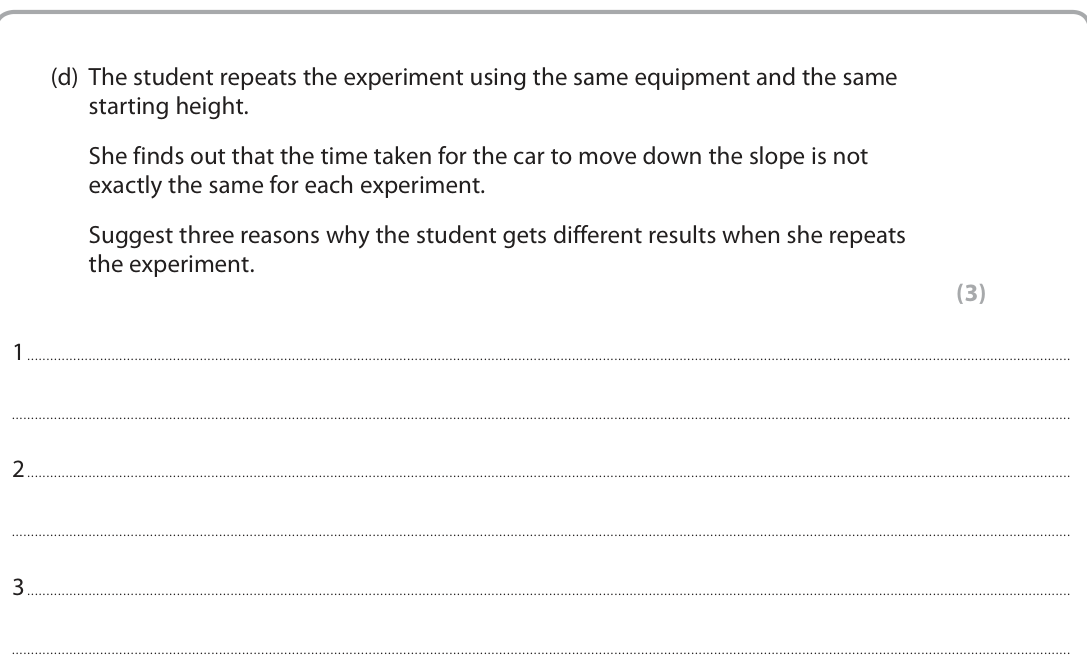 (d) The student repeats the experiment using the same equipment and the same
starting height.
She finds out that the time taken for the car to move down the slope is not
exactly the same for each experiment.
Suggest three reasons why the student gets different results when she repeats
the experiment.
(3)
1
2
3